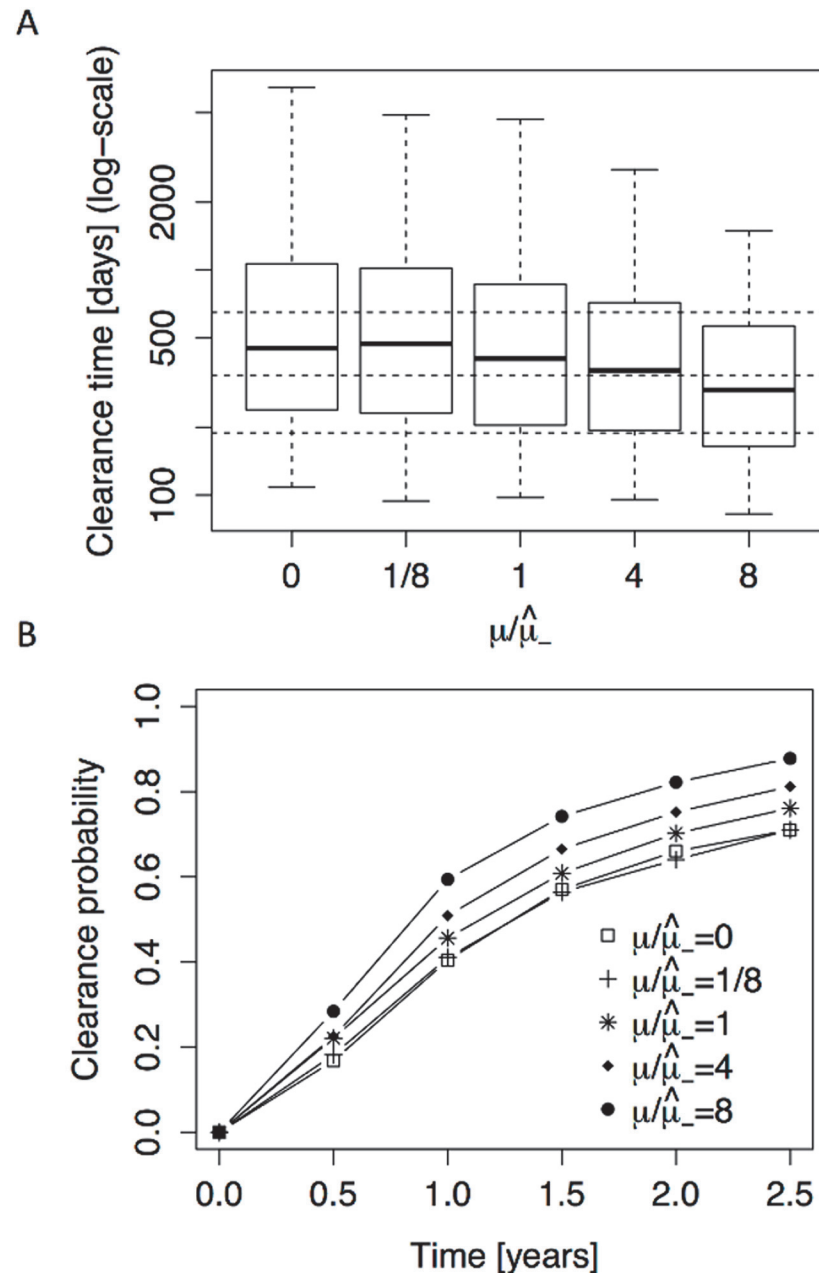 A
Clearance time [days] (log−scale)
2000
500
100
0 1/8 1 4 8
μ/μ̂_
B
Clearance probability
1.0
0.8
0.6
0.4
0.2
0.0
μ/μ̂_=0
μ/μ̂_=1/8
μ/μ̂_=1
μ/μ̂_=4
μ/μ̂_=8
0.0 0.5 1.0 1.5 2.0 2.5
Time [years]